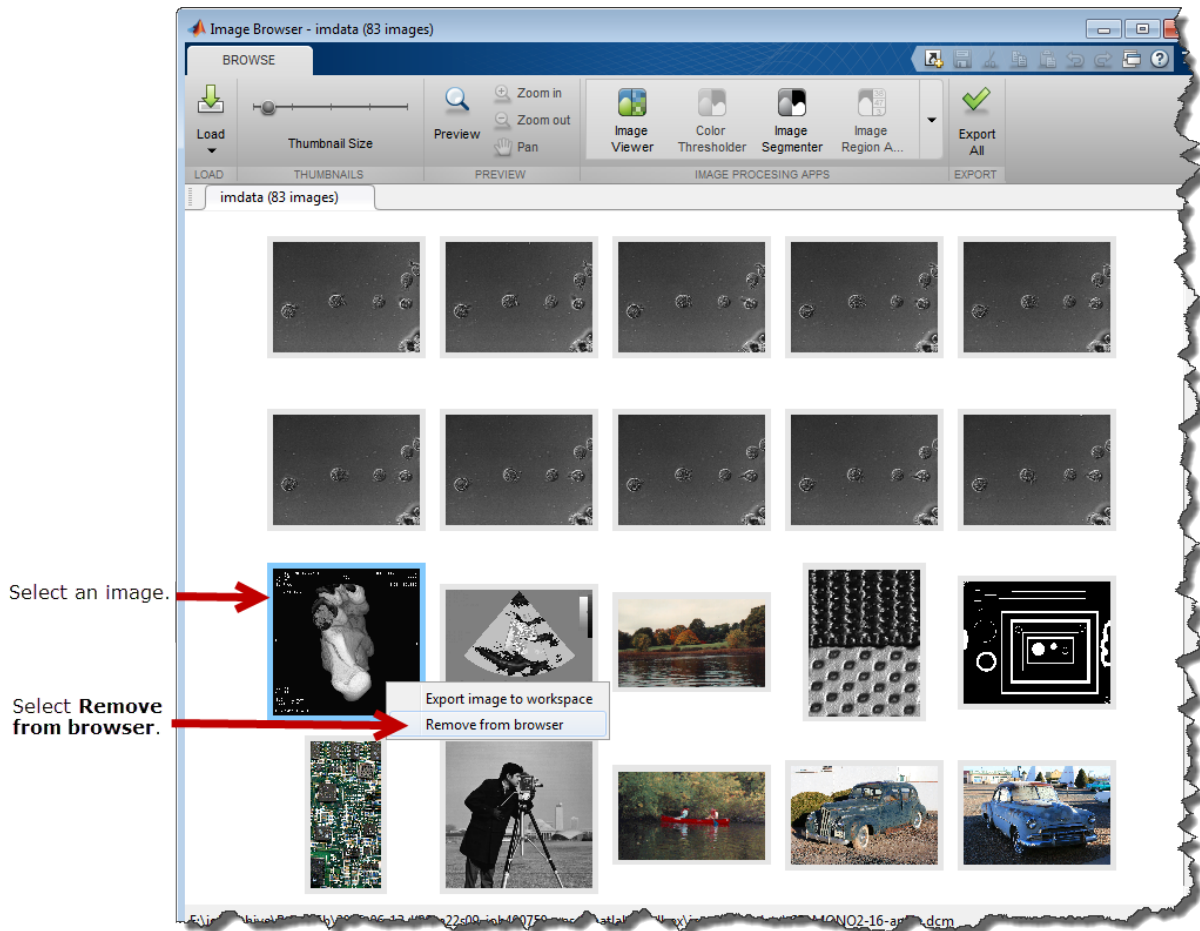 Image Browser - imdata (83 images)
BROWSE
Load
Thumbnail Size
Preview
Zoom in
Zoom out
Pan
Image Viewer
Color Thresholder
Image Segmenter
Image Region A...
Export All
LOAD
THUMBNAILS
PREVIEW
IMAGE PROCESING APPS
EXPORT
imdata (83 images)
Select an image.
Export image to workspace
Select Remove
from browser.
Remove from browser